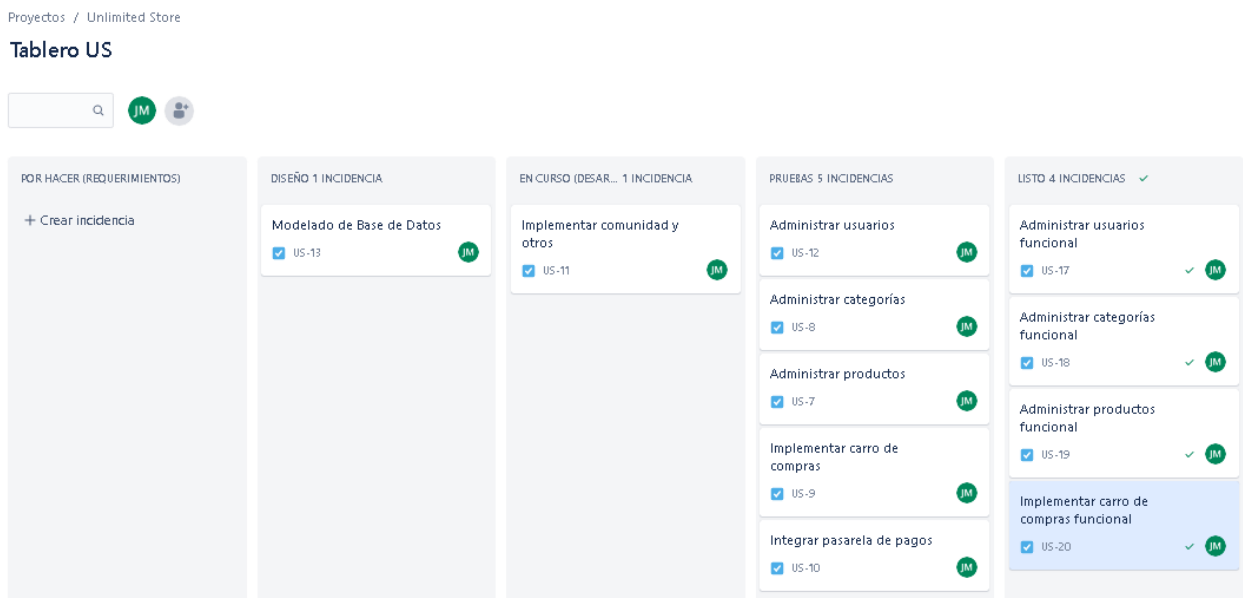 Proyectos / Unlimited Store
Tablero US
JM
POR HACER (REQUERIMIENTOS)
+ Crear incidencia
DISEÑO 1 INCIDENCIA
Modelado de Base de Datos
US-13 JM
EN CURSO (DESAR... 1 INCIDENCIA
Implementar comunidad y
otros
US-11 JM
PRUEBAS 5 INCIDENCIAS
Administrar usuarios
US-12 JM
Administrar categorías
US-8 JM
Administrar productos
US-7 JM
Implementar carro de
compras
US-9 JM
Integrar pasarela de pagos
US-10 JM
LISTO 4 INCIDENCIAS
Administrar usuarios
funcional
US-17 JM
Administrar categorías
funcional
US-18 JM
Administrar productos
funcional
US-19 JM
Implementar carro de
compras funcional
US-20 JM